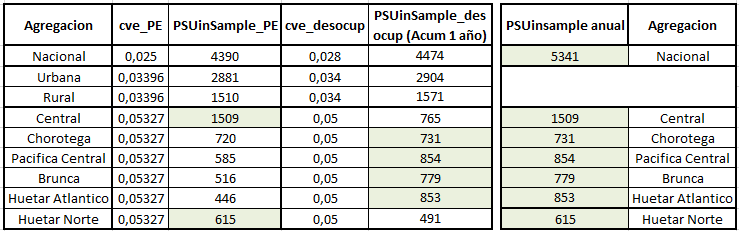 Agregacion cve_PE PSUinSample_PE cve_desocup PSUinSample_des
ocup (Acum 1 año) PSUinsample anual Agregacion
Nacional 0,025 4390 0,028 4474 5341 Nacional
Urbana 0,03396 2881 0,034 2904
Rural 0,03396 1510 0,034 1571
Central 0,05327 1509 0,05 765 1509 Central
Chorotega 0,05327 720 0,05 731 731 Chorotega
Pacifica Central 0,05327 585 0,05 854 854 Pacifica Central
Brunca 0,05327 516 0,05 779 779 Brunca
Huetar Atlantico 0,05327 446 0,05 853 853 Huetar Atlantico
Huetar Norte 0,05327 615 0,05 491 615 Huetar Norte